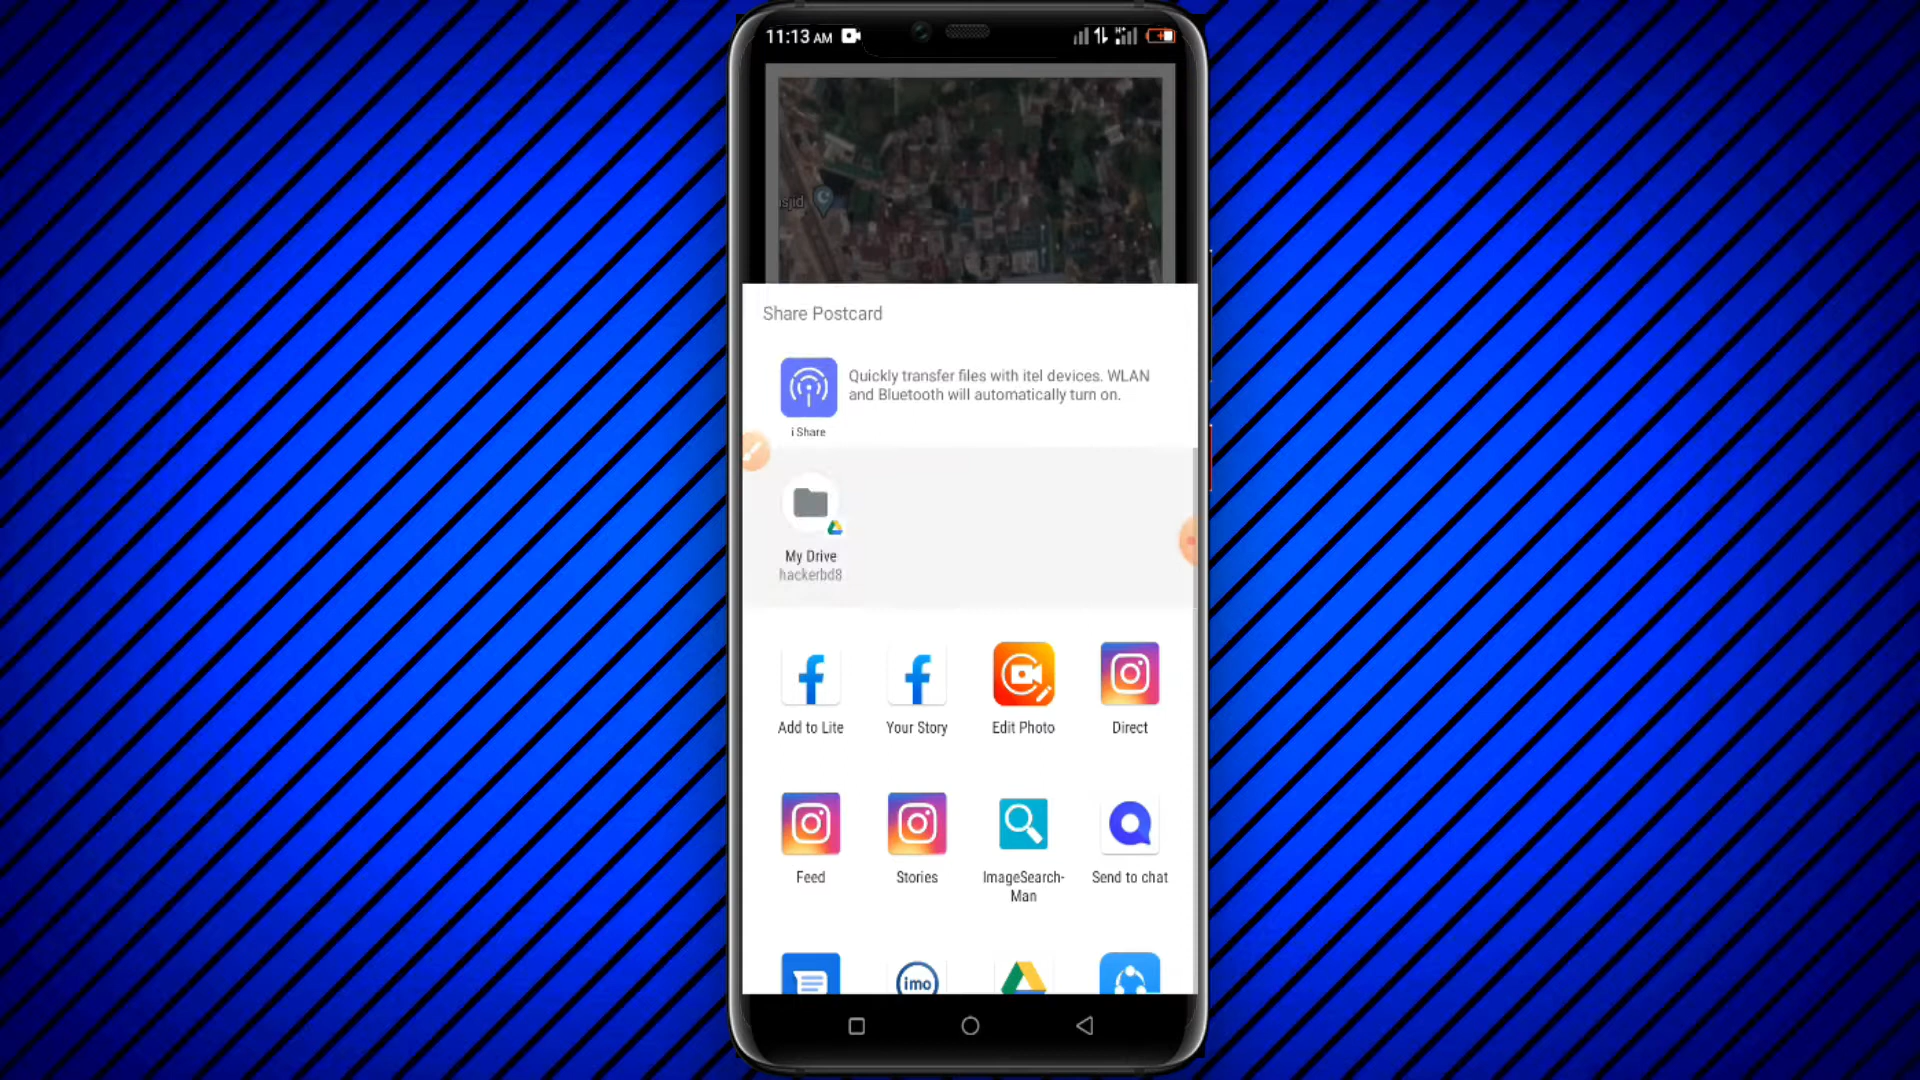 11:13 AM
sjid
Share Postcard
Quickly transfer files with itel devices. WLAN
and Bluetooth will automatically turn on.
i Share
My Drive
hackerbd8
Add to Lite
Your Story
Edit Photo
Direct
Feed
Stories
ImageSearch-
Man
Send to chat
imo